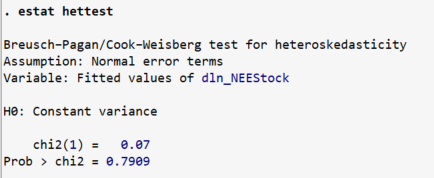 . estat hettest
Breusch–Pagan/Cook–Weisberg test for heteroskedasticity
Assumption: Normal error terms
Variable: Fitted values of dln_NEEStock
H0: Constant variance
chi2(1) = 0.07
Prob > chi2 = 0.7909